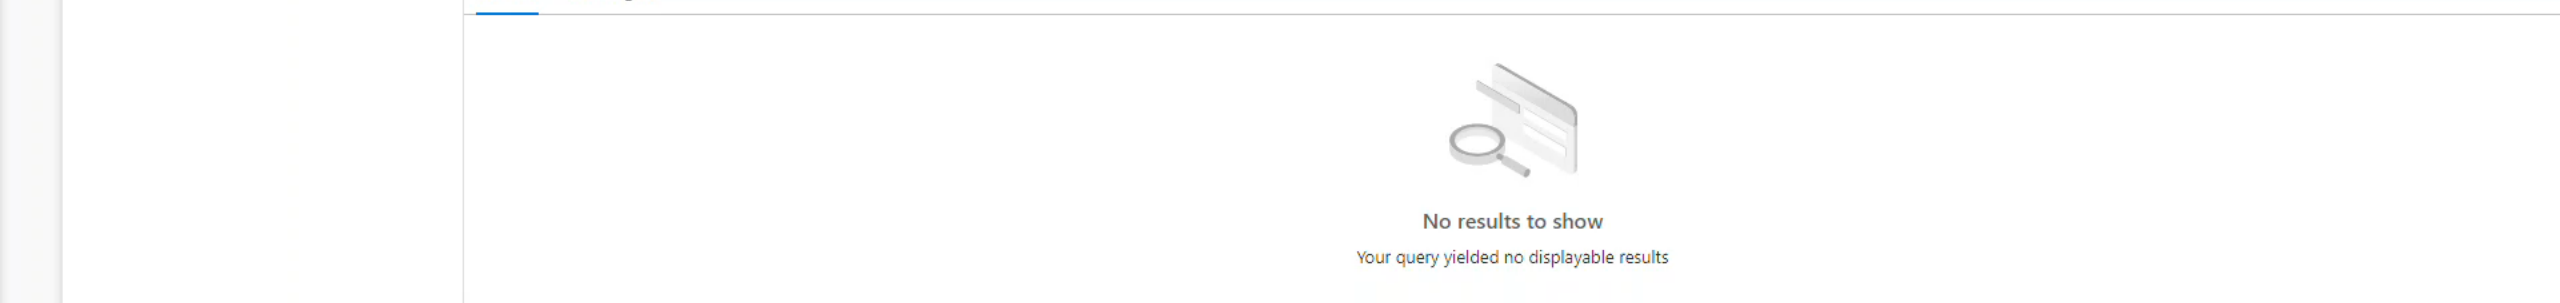 No results to show
Your query yielded no displayable results